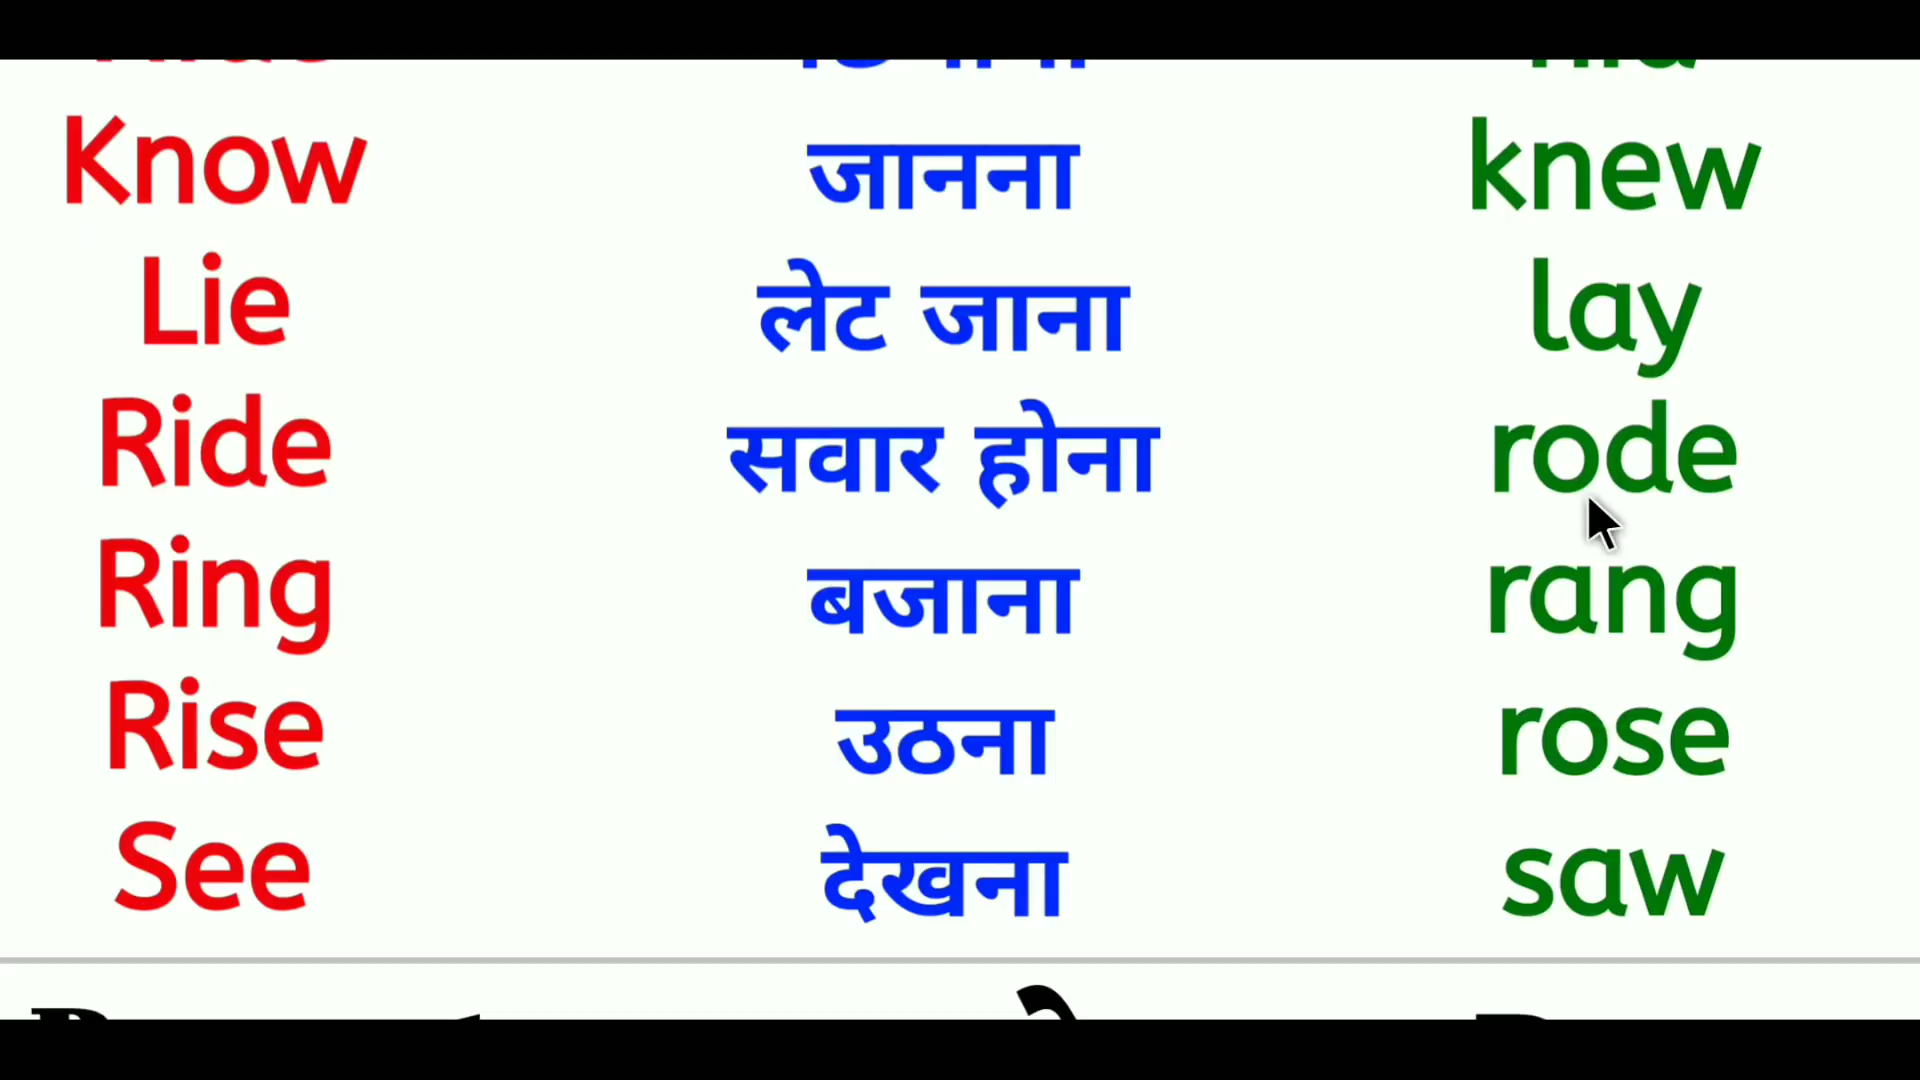 Know जानना knew
Lie लेट जाना lay
Ride सवार होना rode
Ring बजाना rang
Rise उठना rose
See देखना saw